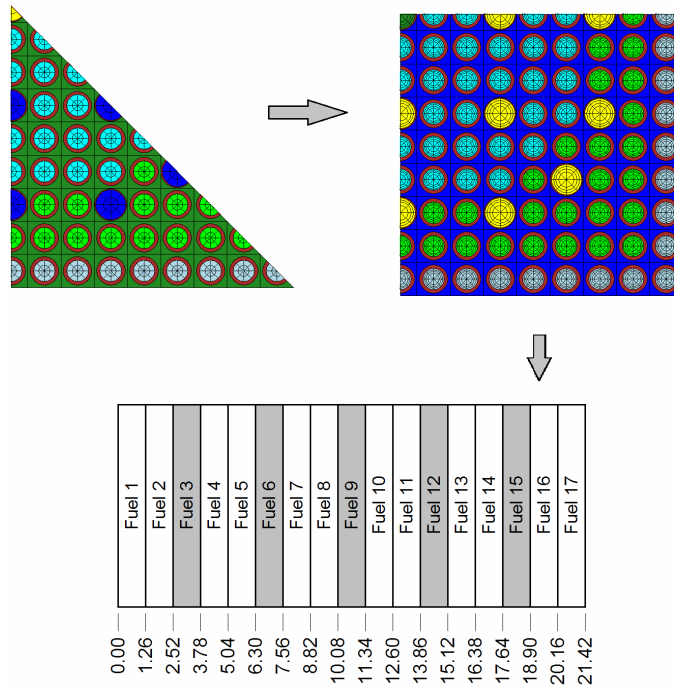 Fuel 1
Fuel 2
Fuel 3
Fuel 4
Fuel 5
Fuel 6
Fuel 7
Fuel 8
Fuel 9
Fuel 10
Fuel 11
Fuel 12
Fuel 13
Fuel 14
Fuel 15
Fuel 16
Fuel 17
0.00
1.26
2.52
3.78
5.04
6.30
7.56
8.82
10.08
11.34
12.60
13.86
15.12
16.38
17.64
18.90
20.16
21.42